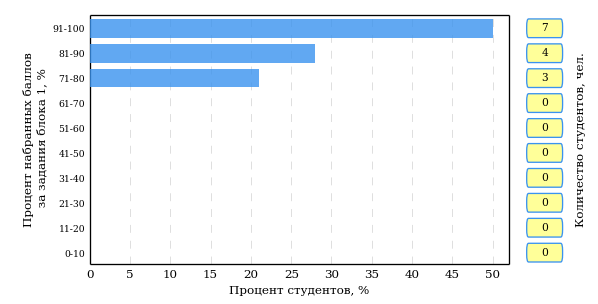 Процент набранных баллов
за задания блока 1, %
91-100 7
81-90 4
71-80 3
61-70 0
51-60 0
41-50 0
31-40 0
21-30 0
11-20 0
0-10 0
0 5 10 15 20 25 30 35 40 45 50
Процент студентов, %
Количество студентов, чел.